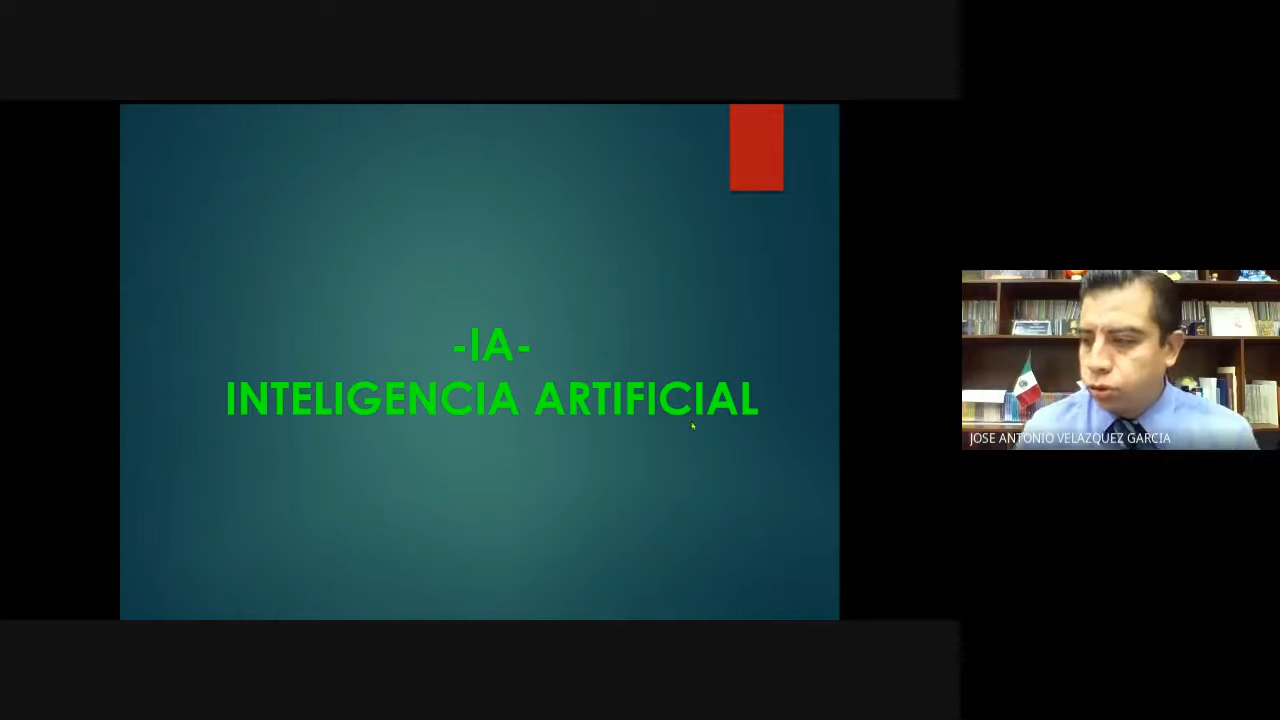 -IA-
INTELIGENCIA ARTIFICIAL
JOSE ANTONIO VELAZQUEZ GARCIA